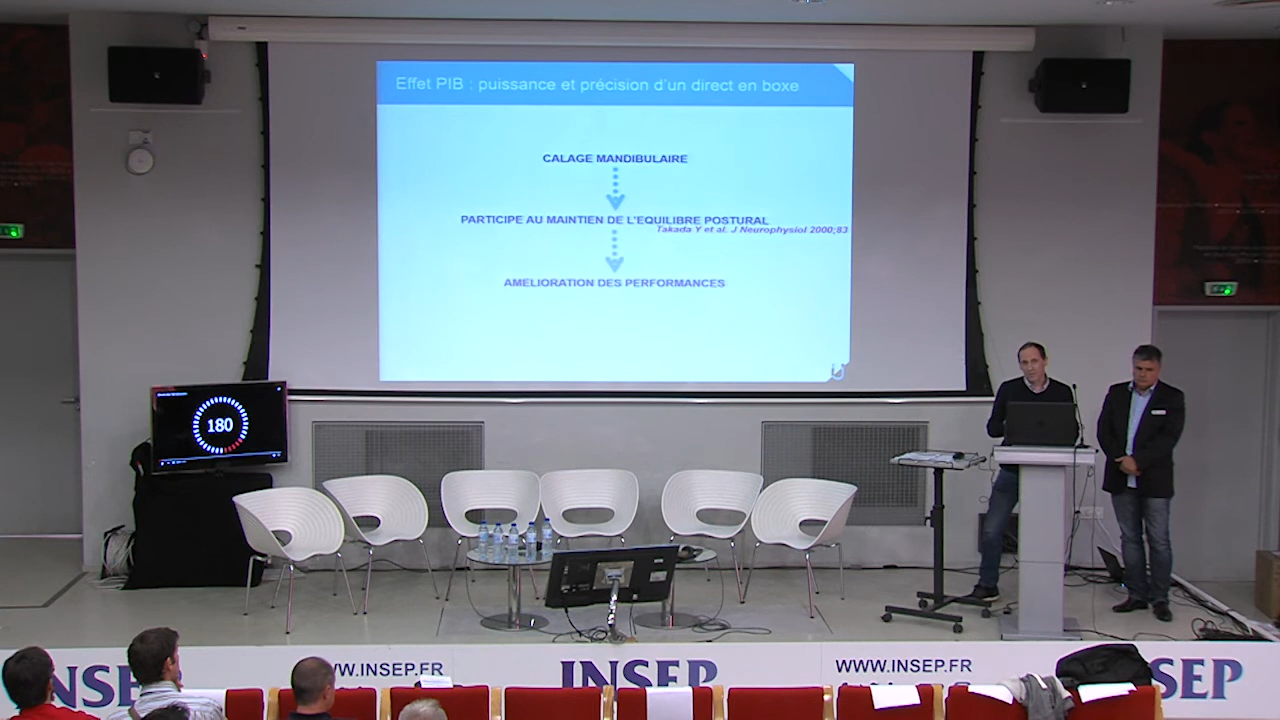 Effet PIB : puissance et précision d'un direct en boxe
CALAGE MANDIBULAIRE
PARTICIPE AU MAINTIEN DE L'EQUILIBRE POSTURAL
Takada Y et al. J Neurophysiol 2000;83
AMELIORATION DES PERFORMANCES
180
INSEP
WWW.INSEP.FR
INSEP
WWW.INSEP.FR
INSEP